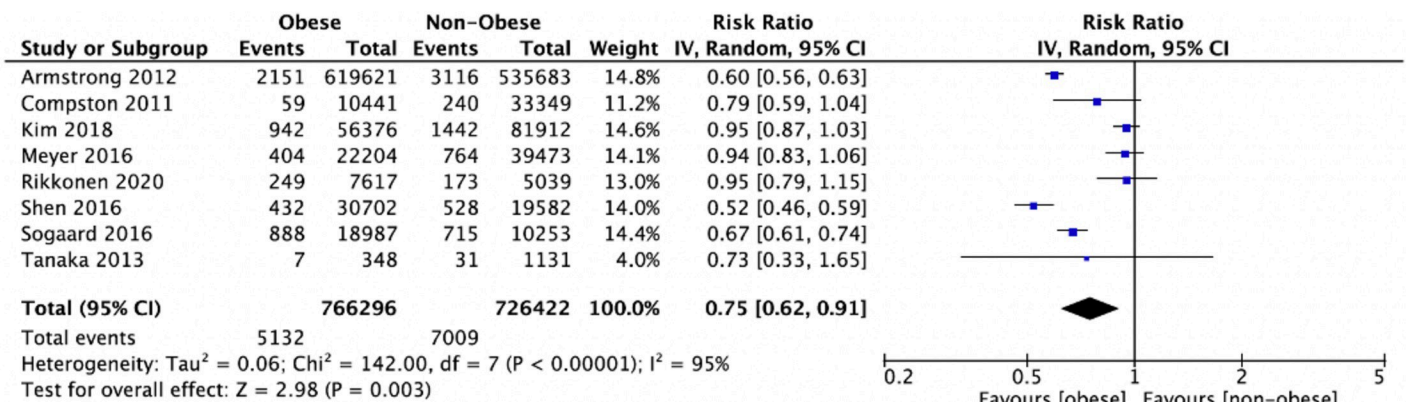 Obese Non-Obese Risk Ratio Risk Ratio
Study or Subgroup Events Total Events Total Weight IV, Random, 95% CI IV, Random, 95% CI
Armstrong 2012 2151 619621 3116 535683 14.8% 0.60 [0.56, 0.63]
Compston 2011 59 10441 240 33349 11.2% 0.79 [0.59, 1.04]
Kim 2018 942 56376 1442 81912 14.6% 0.95 [0.87, 1.03]
Meyer 2016 404 22204 764 39473 14.1% 0.94 [0.83, 1.06]
Rikkonen 2020 249 7617 173 5039 13.0% 0.95 [0.79, 1.15]
Shen 2016 432 30702 528 19582 14.0% 0.52 [0.46, 0.59]
Sogaard 2016 888 18987 715 10253 14.4% 0.67 [0.61, 0.74]
Tanaka 2013 7 348 31 1131 4.0% 0.73 [0.33, 1.65]
Total (95% CI) 766296 726422 100.0% 0.75 [0.62, 0.91]
Total events 5132 7009
Heterogeneity: Tau² = 0.06; Chi² = 142.00, df = 7 (P < 0.00001); I² = 95%
Test for overall effect: Z = 2.98 (P = 0.003)
0.2 0.5 1 2 5
Favours [obese] Favours [non-obese]